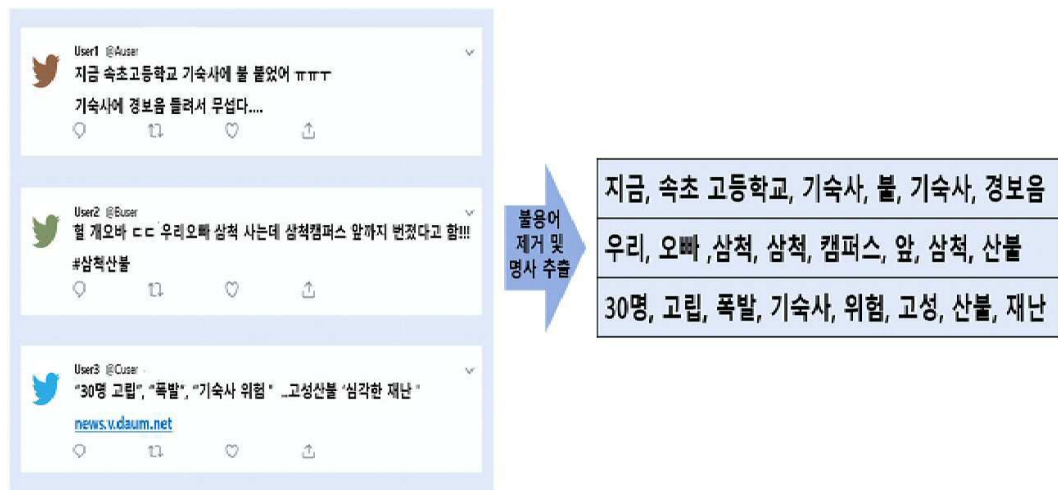 User1 @Auser
지금 속초고등학교 기숙사에 불 붙었어 ㅠㅠㅜ
기숙사에 경보음 들려서 무섭다....
User2 @Buser
헐 개오바 ㄷㄷ 우리오빠 삼척 사는데 삼척캠퍼스 앞까지 번졌다고 함!!!
#삼척산불
User3 @Cuser
“30명 고립”, “폭발”, “기숙사 위험 " ...고성산불 ‘심각한 재난 "
news.v.daum.net
불용어
제거 및
명사 추출
지금, 속초 고등학교, 기숙사, 불, 기숙사, 경보음
우리, 오빠 ,삼척, 삼척, 캠퍼스, 앞, 삼척, 산불
30명, 고립, 폭발, 기숙사, 위험, 고성, 산불, 재난